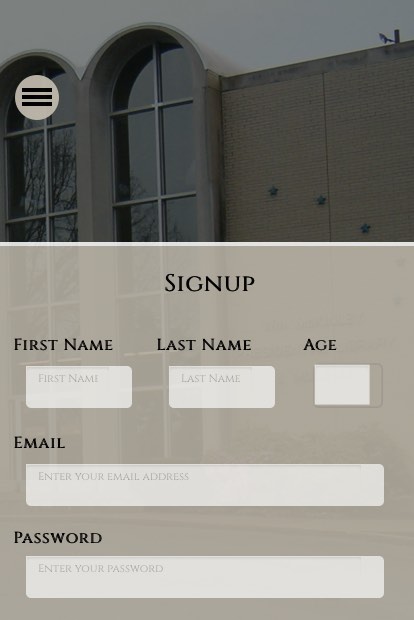 Signup
First Name Last Name Age
First Name Last Name
Email
Enter your email address
Password
Enter your password